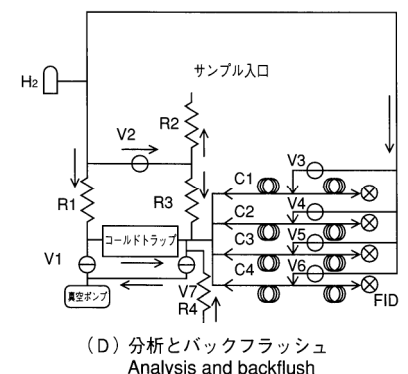 サンプル入口
H2
V2
R2
V3
C1
R1
R3
V4
C2
コールドトラップ
V5
C3
V1
V6
C4
真空ポンプ
V7
R4
FID
(D) 分析とバックフラッシュ
Analysis and backflush